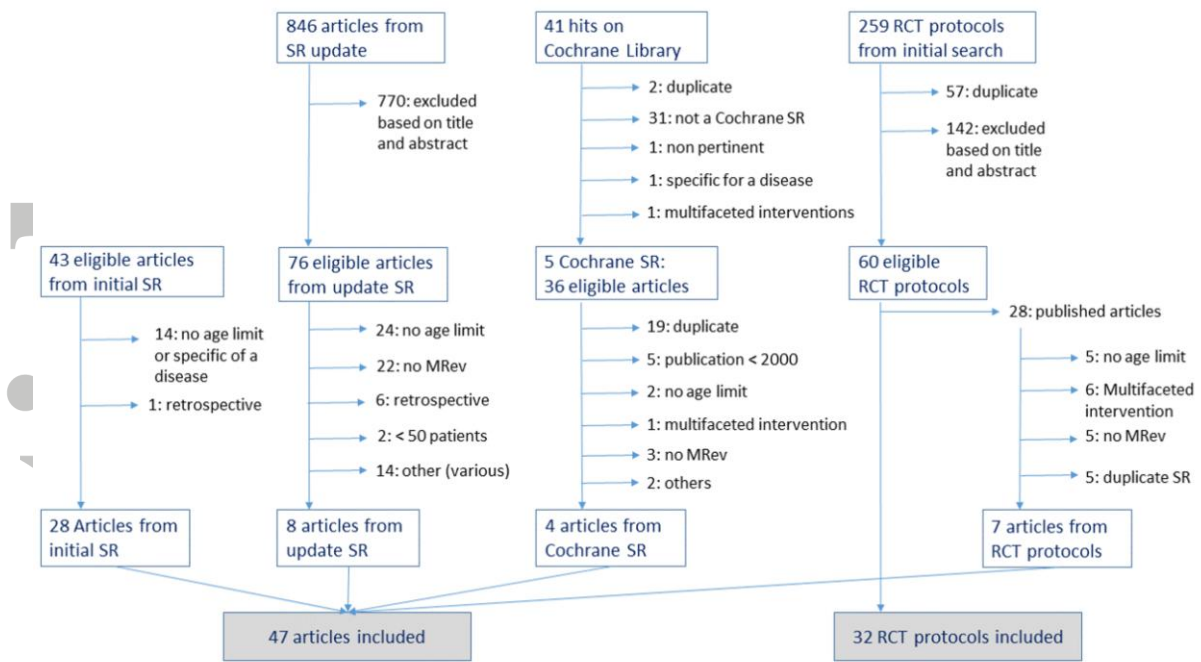 846 articles from
SR update
41 hits on
Cochrane Library
259 RCT protocols
from initial search
770: excluded
based on title
and abstract
2: duplicate
31: not a Cochrane SR
1: non pertinent
1: specific for a disease
1: multifaceted interventions
57: duplicate
142: excluded
based on title
and abstract
43 eligible articles
from initial SR
76 eligible articles
from update SR
5 Cochrane SR:
36 eligible articles
60 eligible
RCT protocols
14: no age limit
or specific of a
disease
1: retrospective
24: no age limit
22: no MRev
6: retrospective
2: < 50 patients
14: other (various)
19: duplicate
5: publication < 2000
2: no age limit
1: multifaceted intervention
3: no MRev
2: others
28: published articles
5: no age limit
6: Multifaceted
intervention
5: no MRev
5: duplicate SR
28 Articles from
initial SR
8 articles from
update SR
4 articles from
Cochrane SR
7 articles from
RCT protocols
47 articles included
32 RCT protocols included